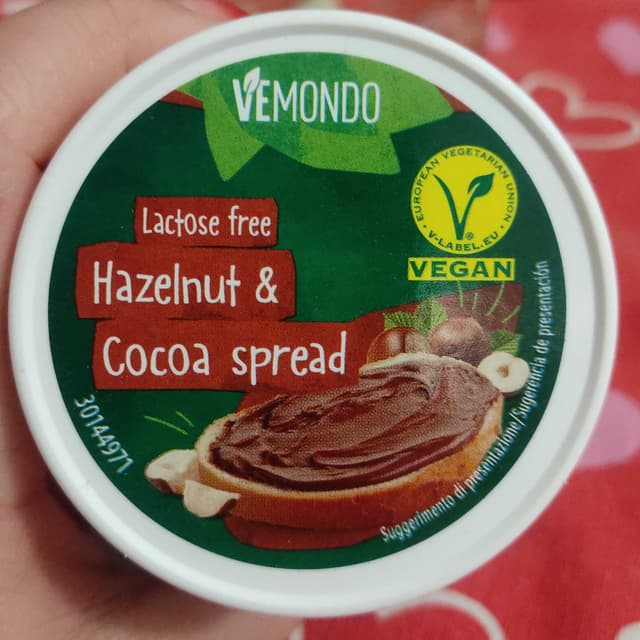 VEMONDO
Lactose free
Hazelnut &
Cocoa spread
EUROPEAN VEGETARIAN UNION
V-LABEL.EU
®
VEGAN
30144971
Suggerimento di presentazione/Sugerencia de presentación